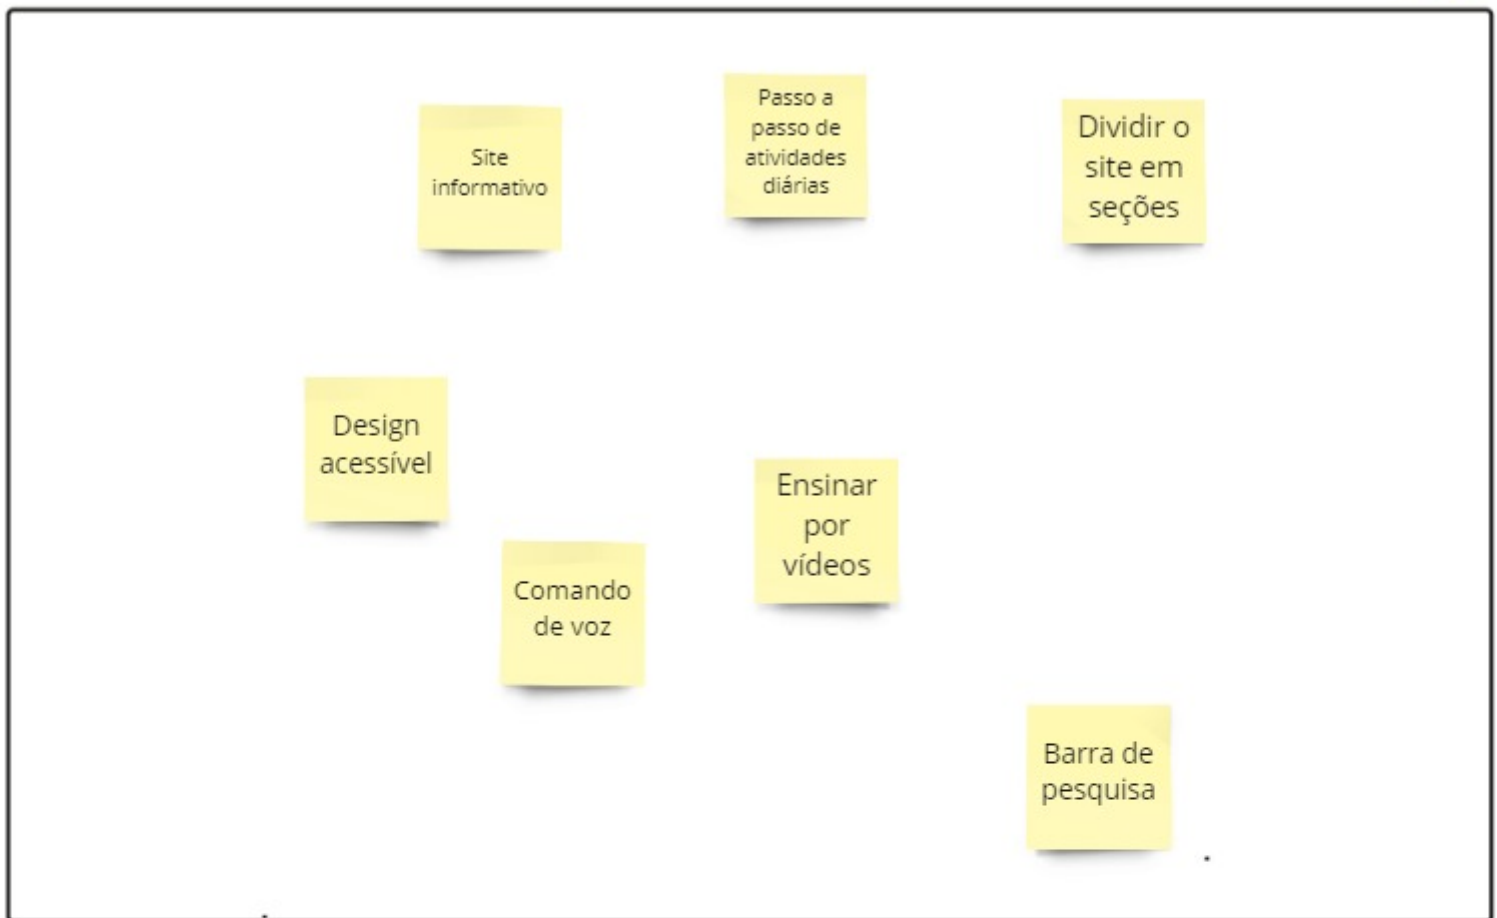 Site
informativo
Passo a
passo de
atividades
diárias
Dividir o
site em
seções
Design
acessível
Comando
de voz
Ensinar
por
vídeos
Barra de
pesquisa